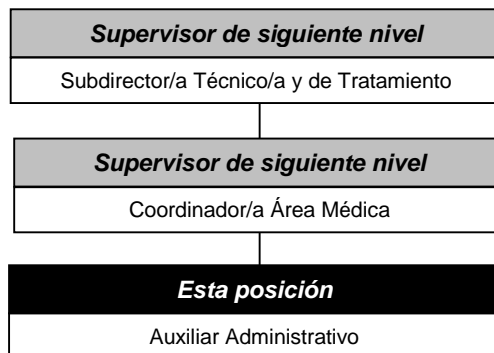 Supervisor de siguiente nivel
Subdirector/a Técnico/a y de Tratamiento
Supervisor de siguiente nivel
Coordinador/a Área Médica
Esta posición
Auxiliar Administrativo